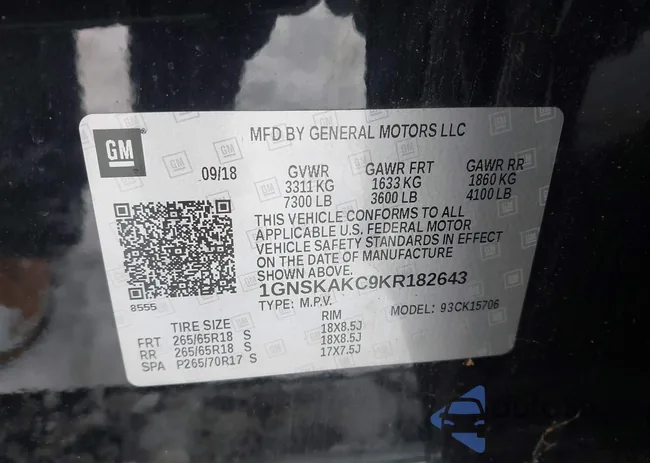 GM
MFD BY GENERAL MOTORS LLC
09/18 GVWR GAWR FRT GAWR RR
3311 KG 1633 KG 1860 KG
7300 LB 3600 LB 4100 LB
THIS VEHICLE CONFORMS TO ALL
APPLICABLE U.S. FEDERAL MOTOR
VEHICLE SAFETY STANDARDS IN EFFECT
ON THE DATE OF MANUFACTURE
SHOWN ABOVE.
8555
1GNSKAKC9KR182643
TYPE: M.P.V. MODEL: 93CK15706
TIRE SIZE RIM
FRT 265/65R18 S 18X8.5J
RR 265/65R18 S 18X8.5J
SPA P265/70R17 S 17X7.5J